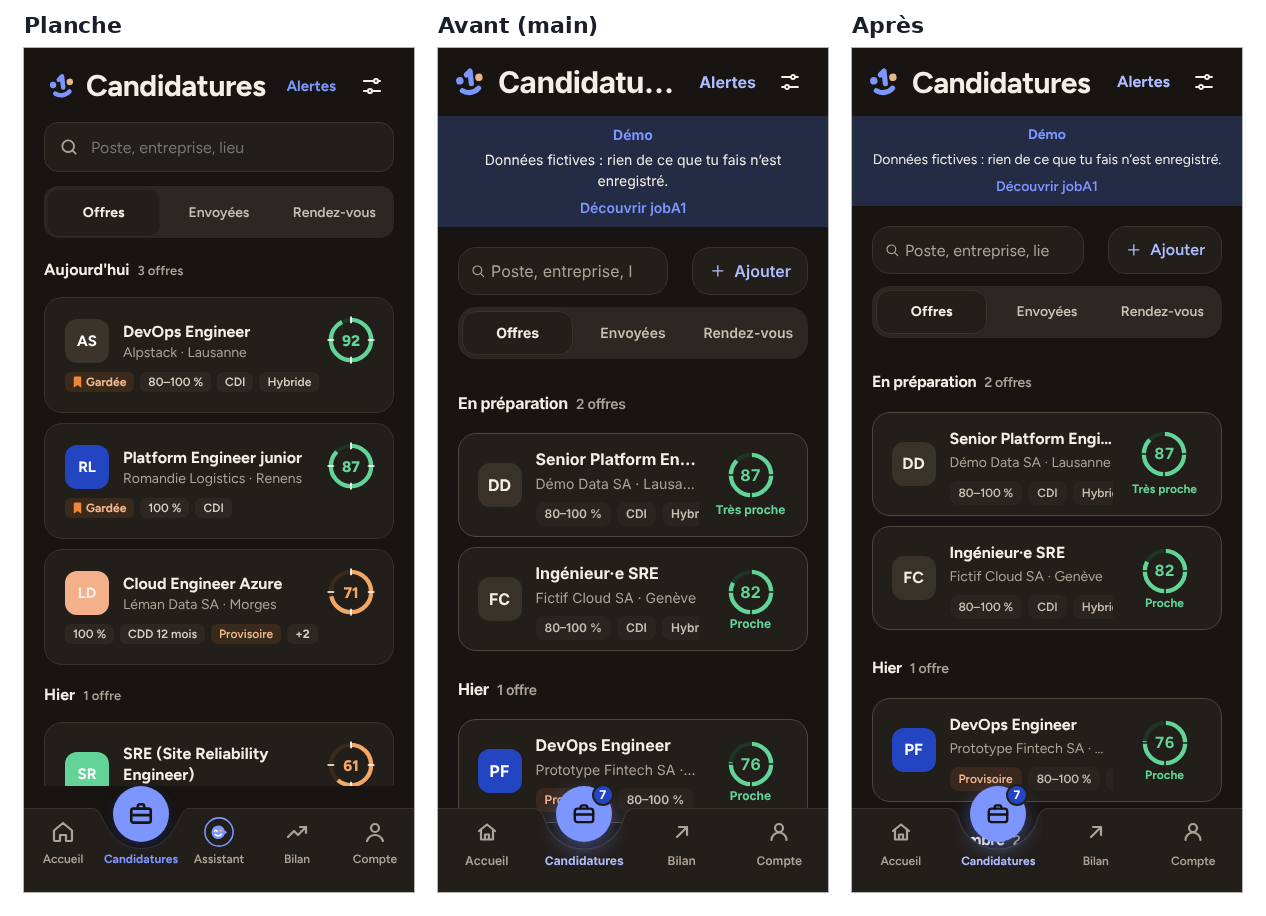 Planche
Candidatures
Alertes
Poste, entreprise, lieu
Offres
Envoyées
Rendez-vous
Aujourd'hui 3 offres
AS
DevOps Engineer
Alpstack · Lausanne
92
Gardée
80–100 %
CDI
Hybride
RL
Platform Engineer junior
Romandie Logistics · Renens
87
Gardée
100 %
CDI
LD
Cloud Engineer Azure
Léman Data SA · Morges
71
100 %
CDD 12 mois
Provisoire
+2
Hier 1 offre
SR
SRE (Site Reliability
Engineer)
61
Accueil
Candidatures
Assistant
Bilan
Compte
Avant (main)
Candidatu...
Alertes
Démo
Données fictives : rien de ce que tu fais n’est
enregistré.
Découvrir jobA1
Poste, entreprise, l
+ Ajouter
Offres
Envoyées
Rendez-vous
En préparation 2 offres
DD
Senior Platform En...
Démo Data SA · Lausa...
80–100 %
CDI
Hybr
87
Très proche
FC
Ingénieur·e SRE
Fictif Cloud SA · Genève
80–100 %
CDI
Hybr
82
Proche
Hier 1 offre
PF
DevOps Engineer
Prototype Fintech SA ·...
Pro
80–100 %
76
Proche
7
Accueil
Candidatures
Bilan
Compte
Après
Candidatures
Alertes
Démo
Données fictives : rien de ce que tu fais n’est enregistré.
Découvrir jobA1
Poste, entreprise, lie
+ Ajouter
Offres
Envoyées
Rendez-vous
En préparation 2 offres
DD
Senior Platform Engi...
Démo Data SA · Lausanne
80–100 %
CDI
Hybri
87
Très proche
FC
Ingénieur·e SRE
Fictif Cloud SA · Genève
80–100 %
CDI
Hybri
82
Proche
Hier 1 offre
PF
DevOps Engineer
Prototype Fintech SA · ...
Provisoire
80–100 %
76
Proche
7
Accueil
Candidatures
Bilan
Compte